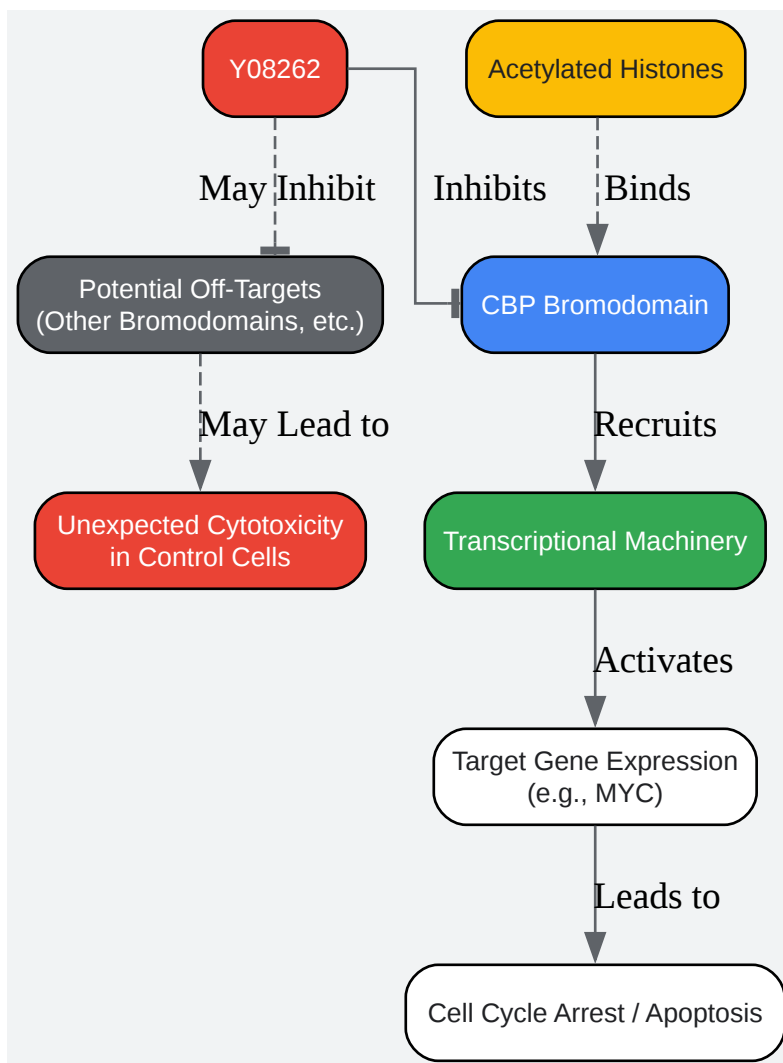 Y08262
Acetylated Histones
May Inhibit
Inhibits
Binds
Potential Off-Targets
(Other Bromodomains, etc.)
CBP Bromodomain
May Lead to
Recruits
Unexpected Cytotoxicity
in Control Cells
Transcriptional Machinery
Activates
Target Gene Expression
(e.g., MYC)
Leads to
Cell Cycle Arrest / Apoptosis